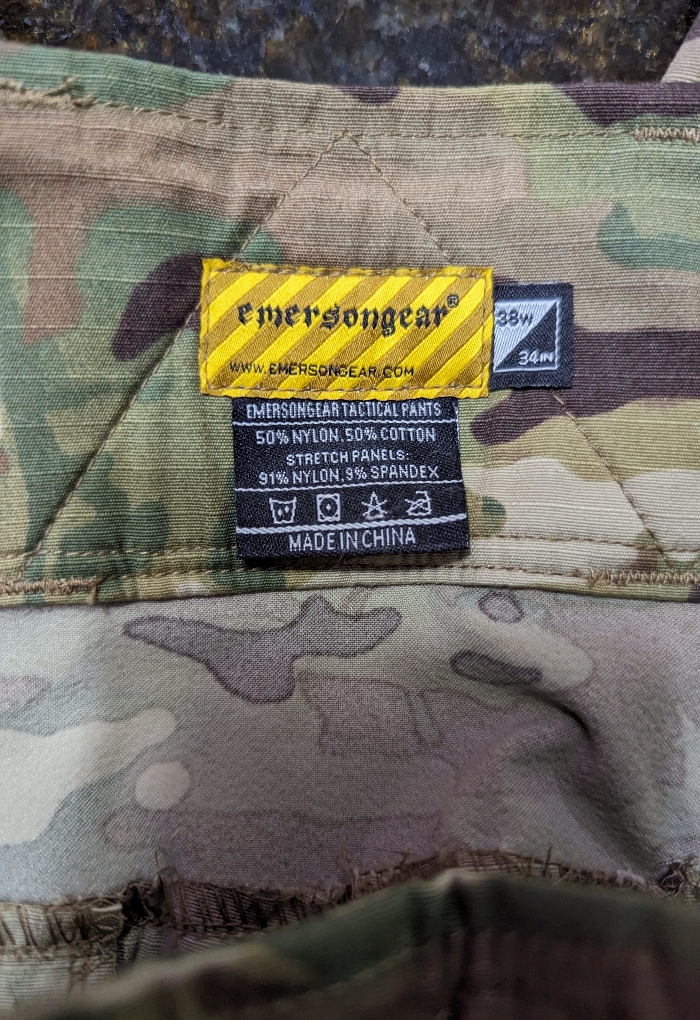 emersongear®
WWW.EMERSONGEAR.COM
38W
34IN
EMERSONGEAR TACTICAL PANTS
50% NYLON, 50% COTTON
STRETCH PANELS:
91% NYLON, 9% SPANDEX
MADE IN CHINA